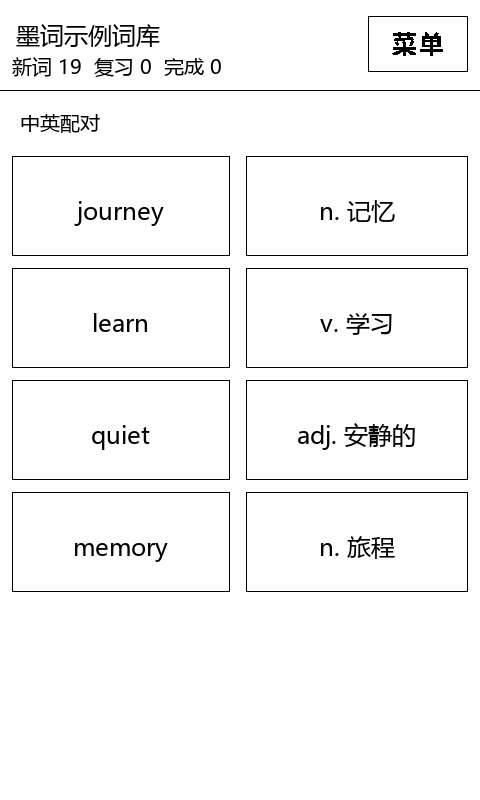 墨词示例词库
菜单
新词 19 复习 0 完成 0
中英配对
journey
n. 记忆
learn
v. 学习
quiet
adj. 安静的
memory
n. 旅程